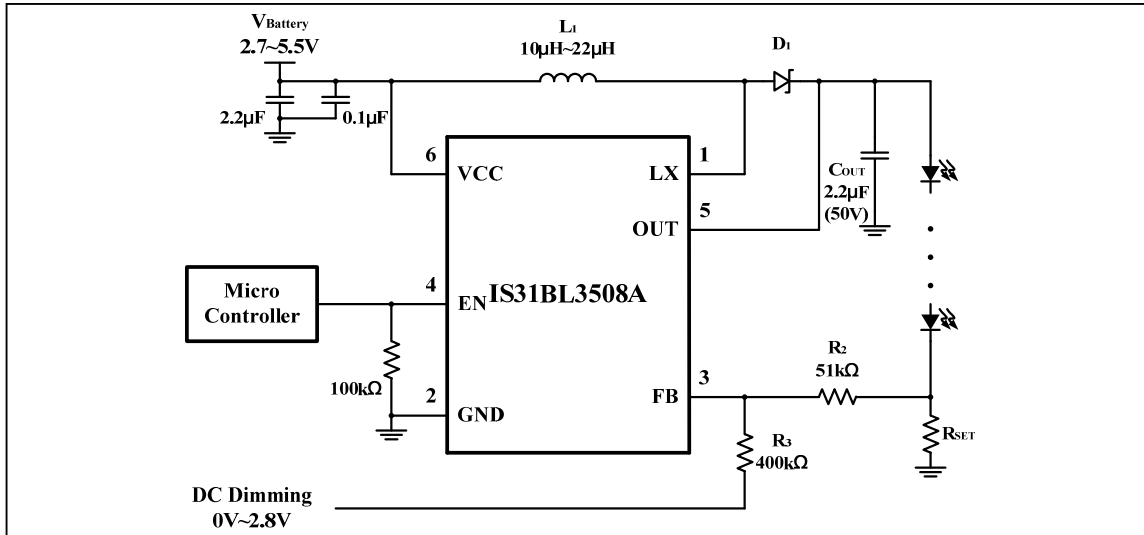 VBattery
2.7~5.5V
L1
10µH~22µH
D1
2.2µF
0.1µF
6
VCC
1
LX
5
OUT
COUT
2.2µF
(50V)
Micro
Controller
4
EN
IS31BL3508A
100kΩ
2
GND
3
FB
R2
51kΩ
R3
400kΩ
RSET
DC Dimming
0V~2.8V